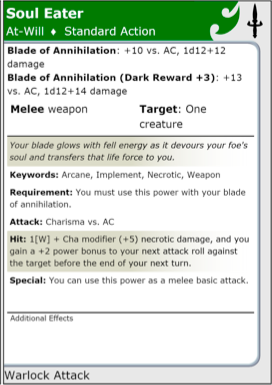 Soul Eater
At-Will ♦ Standard Action
Blade of Annihilation: +10 vs. AC, 1d12+12
damage
Blade of Annihilation (Dark Reward +3): +13
vs. AC, 1d12+14 damage
Melee weapon Target: One
creature
Your blade glows with fell energy as it devours your foe's
soul and transfers that life force to you.
Keywords: Arcane, Implement, Necrotic, Weapon
Requirement: You must use this power with your blade
of annihilation.
Attack: Charisma vs. AC
Hit: 1[W] + Cha modifier (+5) necrotic damage, and you
gain a +2 power bonus to your next attack roll against
the target before the end of your next turn.
Special: You can use this power as a melee basic attack.
Additional Effects
Warlock Attack